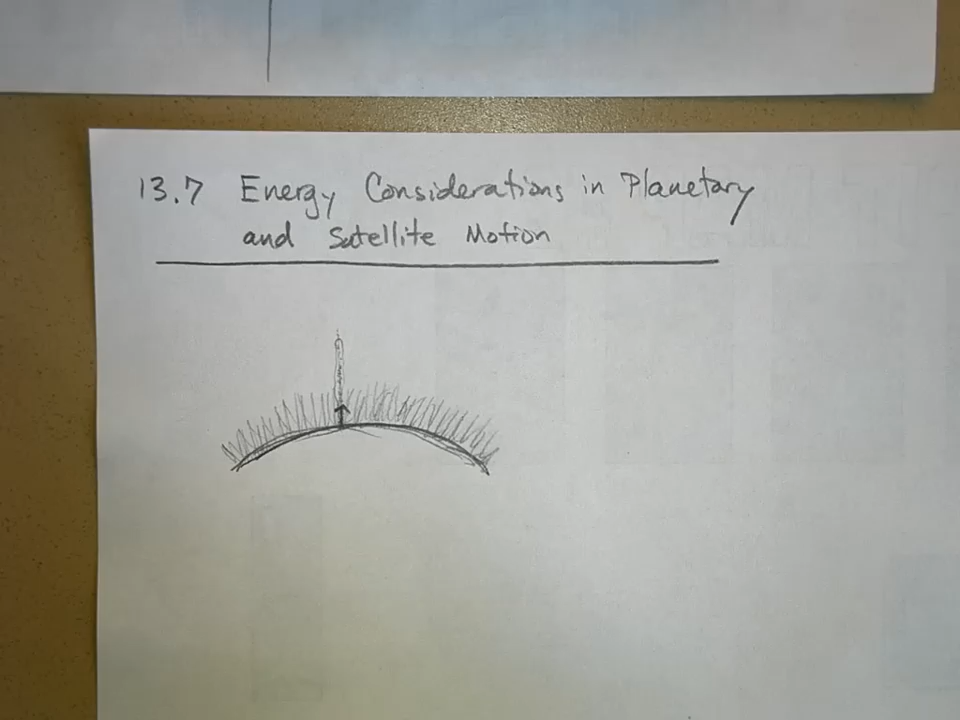 13.7 Energy Considerations in Planetary
and Satellite Motion